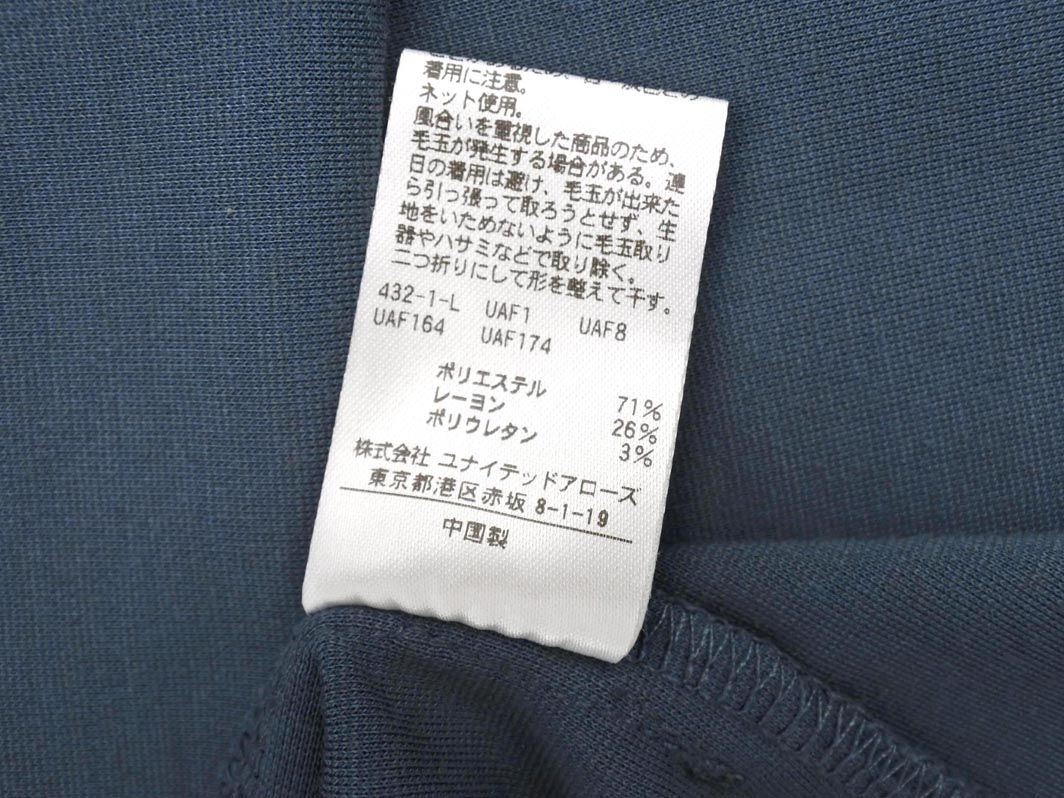 着用に注意。
ネット使用。
風合いを重視した商品のため、
毛玉が発生する場合がある。連
日の着用は避け、毛玉が出来た
ら引っ張って取ろうとせず、生
地をいためないように毛玉取り
器やハサミなどで取り除く。
二つ折りにして形を整えて干す。
432-1-L UAF1 UAF8
UAF164 UAF174
ポリエステル 71%
レーヨン 26%
ポリウレタン 3%
株式会社 ユナイテッドアローズ
東京都港区赤坂 8-1-19
中国製